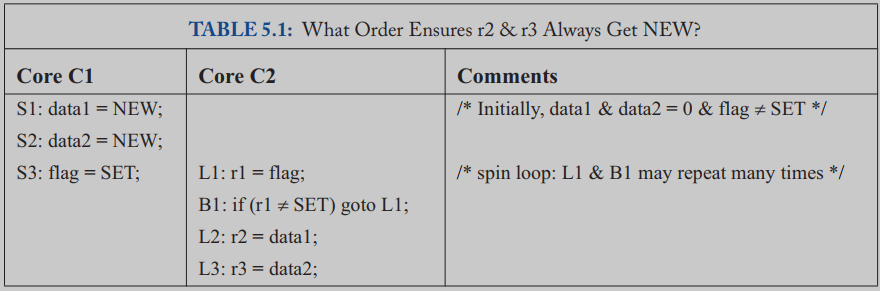 TABLE 5.1: What Order Ensures r2 & r3 Always Get NEW?
Core C1 Core C2 Comments
S1: data1 = NEW; /* Initially, data1 & data2 = 0 & flag ≠ SET */
S2: data2 = NEW;
S3: flag = SET; L1: r1 = flag; /* spin loop: L1 & B1 may repeat many times */
B1: if (r1 ≠ SET) goto L1;
L2: r2 = data1;
L3: r3 = data2;